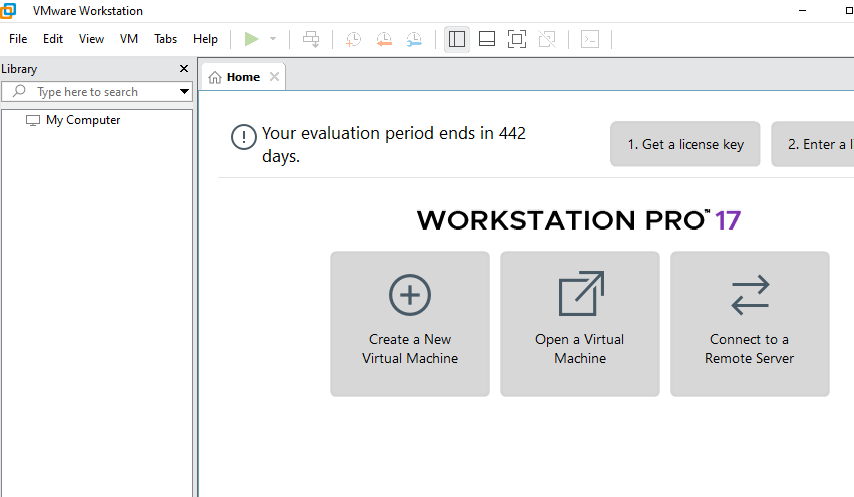 VMware Workstation
File Edit View VM Tabs Help
Library
Type here to search
My Computer
Home
Your evaluation period ends in 442
days.
1. Get a license key
2. Enter a
WORKSTATION PRO™ 17
Create a New
Virtual Machine
Open a Virtual
Machine
Connect to a
Remote Server